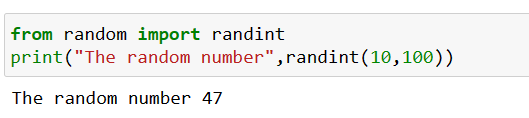 from random import randint
print("The random number",randint(10,100))
The random number 47